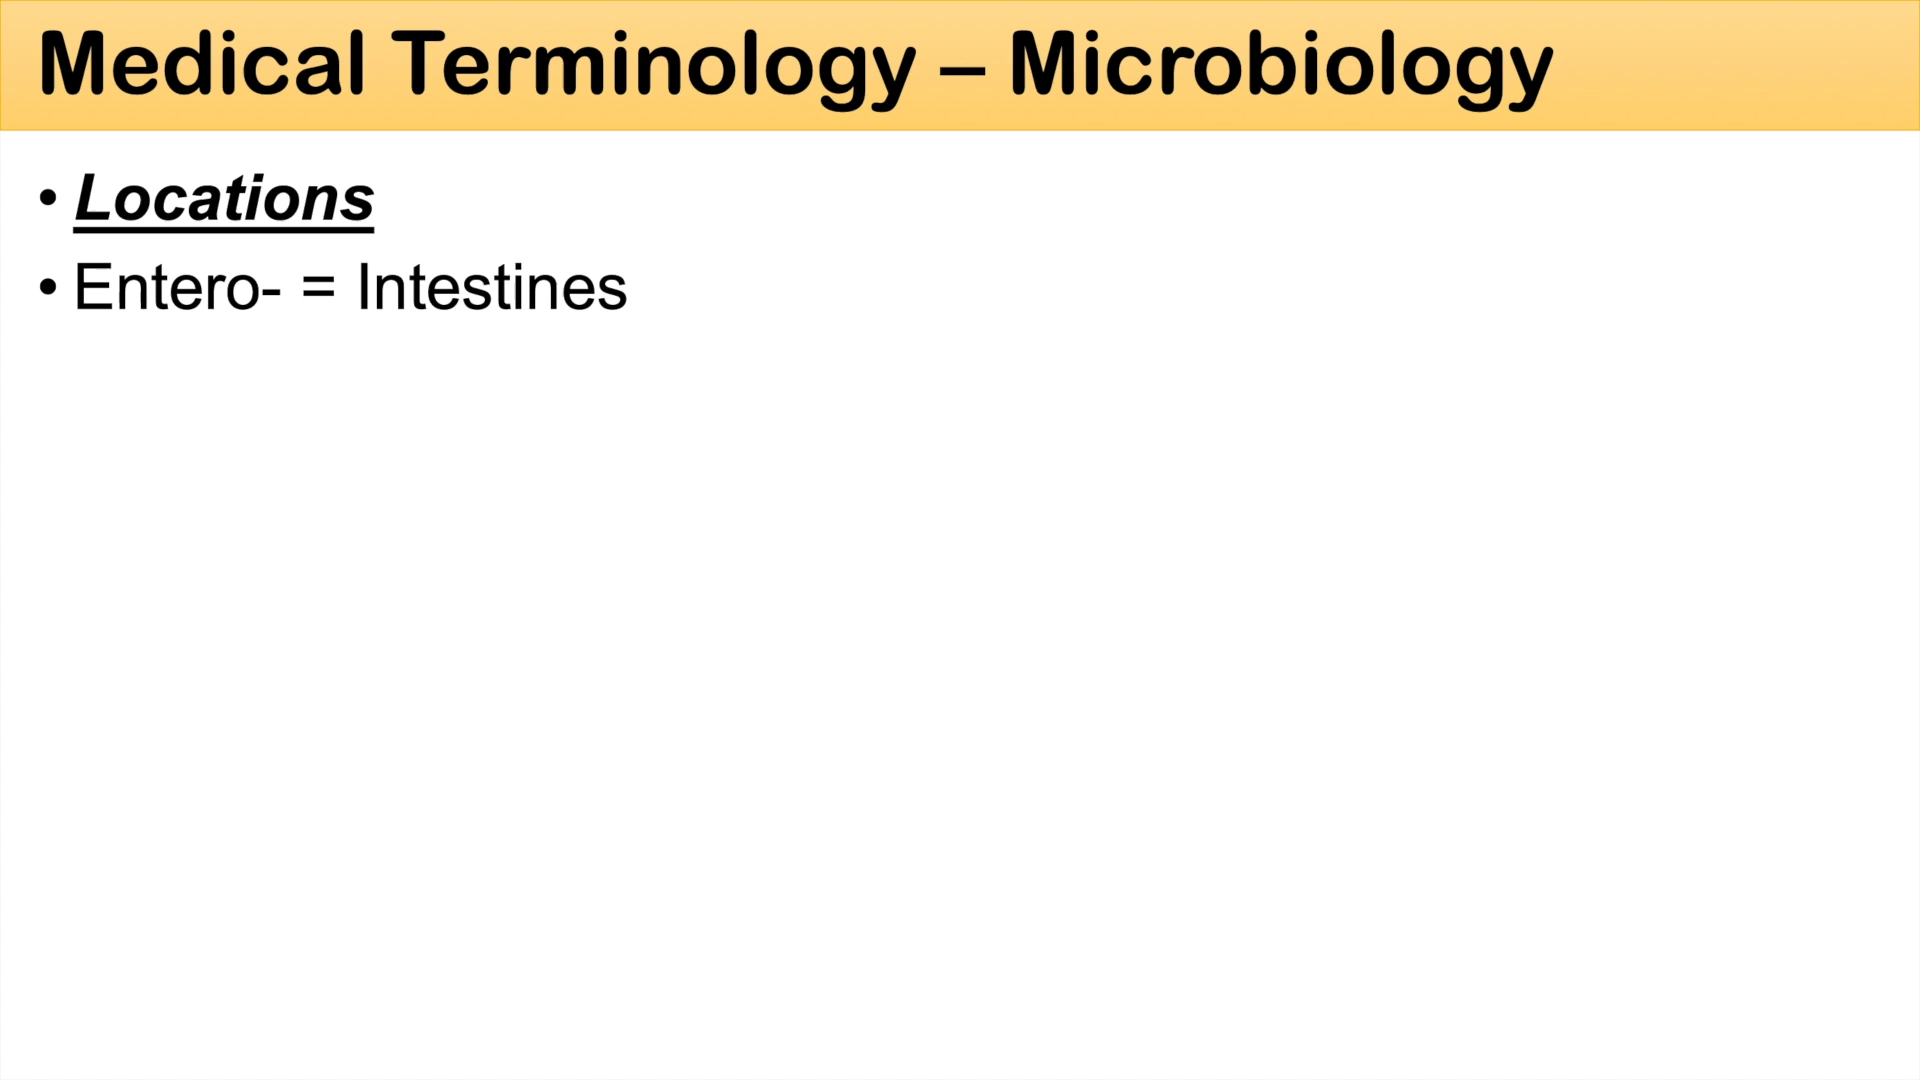 Medical Terminology – Microbiology
• Locations
• Entero- = Intestines